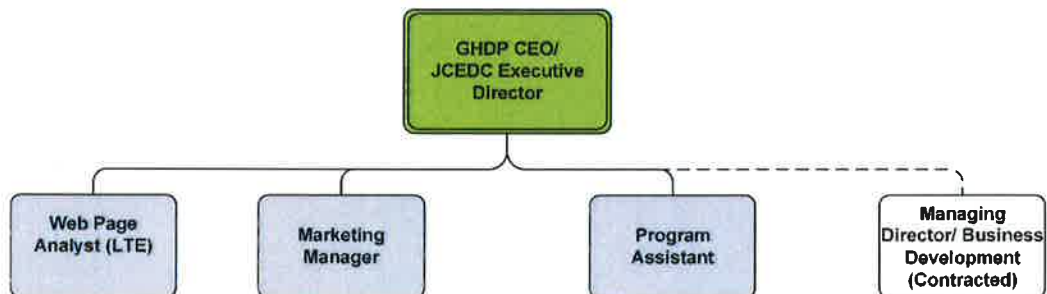 GHDP CEO/
JCEDC Executive
Director
Web Page
Analyst (LTE)
Marketing
Manager
Program
Assistant
Managing
Director/ Business
Development
(Contracted)